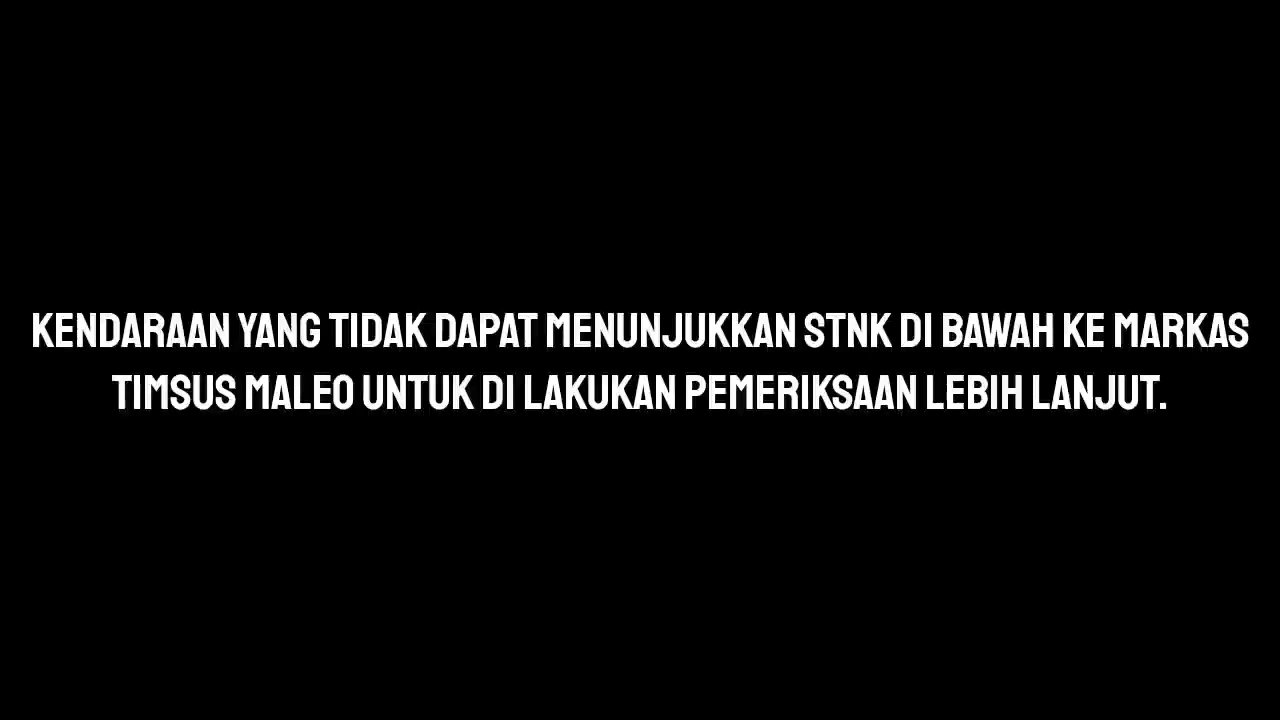 KENDARAAN YANG TIDAK DAPAT MENUNJUKKAN STNK DI BAWAH KE MARKAS
TIMSUS MALEO UNTUK DI LAKUKAN PEMERIKSAAN LEBIH LANJUT.